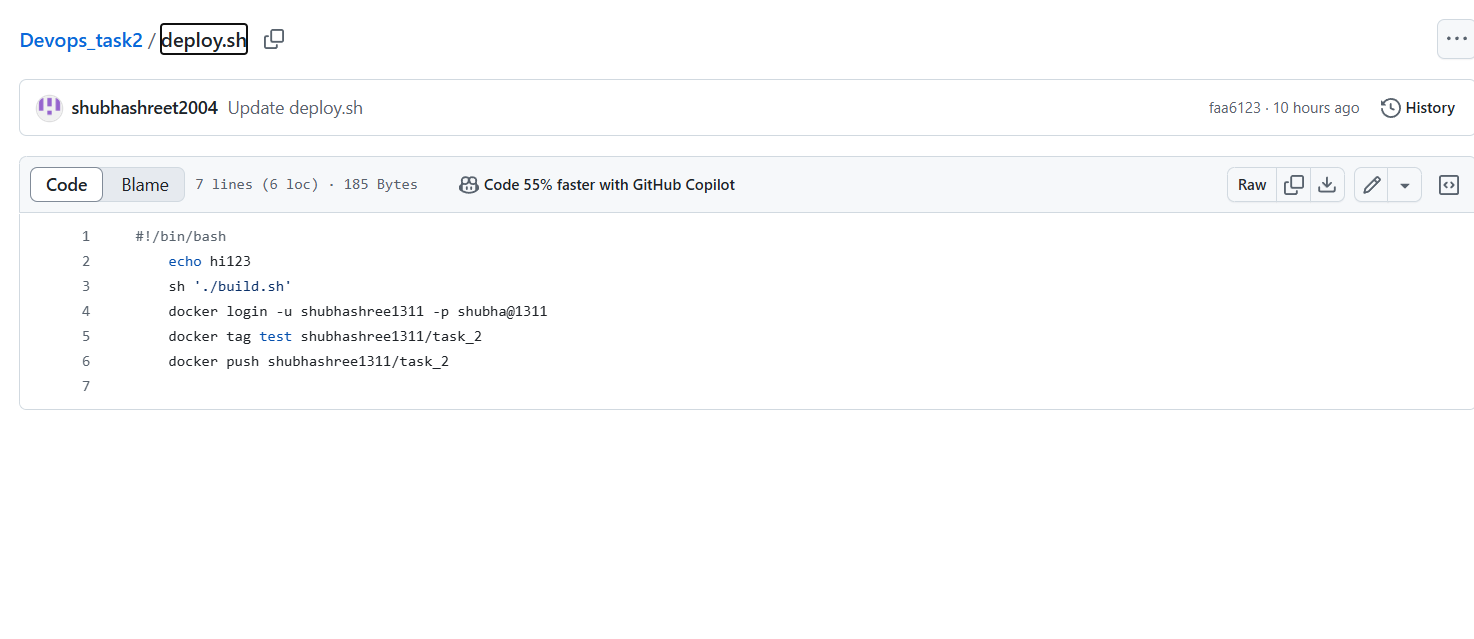 Devops_task2 / deploy.sh
shubhashreet2004 Update deploy.sh faa6123 · 10 hours ago History
Code Blame 7 lines (6 loc) · 185 Bytes Code 55% faster with GitHub Copilot Raw
1 #!/bin/bash
2 echo hi123
3 sh './build.sh'
4 docker login -u shubhashree1311 -p shubha@1311
5 docker tag test shubhashree1311/task_2
6 docker push shubhashree1311/task_2
7